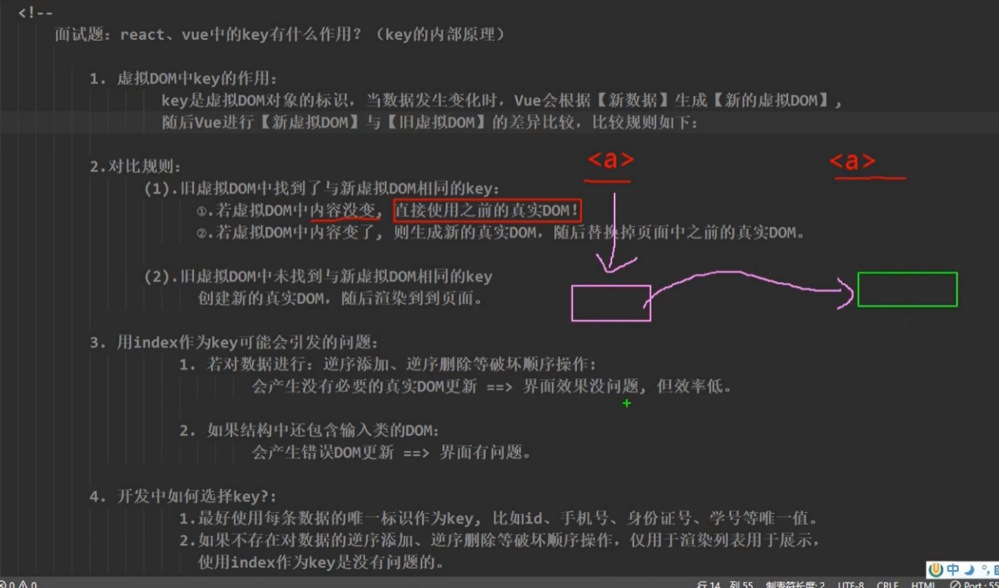 <!--
面试题：react、vue中的key有什么作用？（key的内部原理）
1. 虚拟DOM中key的作用：
key是虚拟DOM对象的标识，当数据发生变化时，Vue会根据【新数据】生成【新的虚拟DOM】,
随后Vue进行【新虚拟DOM】与【旧虚拟DOM】的差异比较，比较规则如下：
<a> <a>
2.对比规则：
(1).旧虚拟DOM中找到了与新虚拟DOM相同的key：
①.若虚拟DOM中内容没变, 直接使用之前的真实DOM！
②.若虚拟DOM中内容变了, 则生成新的真实DOM，随后替换掉页面中之前的真实DOM。
(2).旧虚拟DOM中未找到与新虚拟DOM相同的key
创建新的真实DOM，随后渲染到到页面。
3. 用index作为key可能会引发的问题：
1. 若对数据进行：逆序添加、逆序删除等破坏顺序操作:
会产生没有必要的真实DOM更新 ==> 界面效果没问题, 但效率低。
2. 如果结构中还包含输入类的DOM：
会产生错误DOM更新 ==> 界面有问题。
4. 开发中如何选择key?:
1.最好使用每条数据的唯一标识作为key, 比如id、手机号、身份证号、学号等唯一值。
2.如果不存在对数据的逆序添加、逆序删除等破坏顺序操作，仅用于渲染列表用于展示，
使用index作为key是没有问题的。
中
0 0 行 14, 列 55 制表符长度: 2 UTF-8 CRLF HTML Port : 55